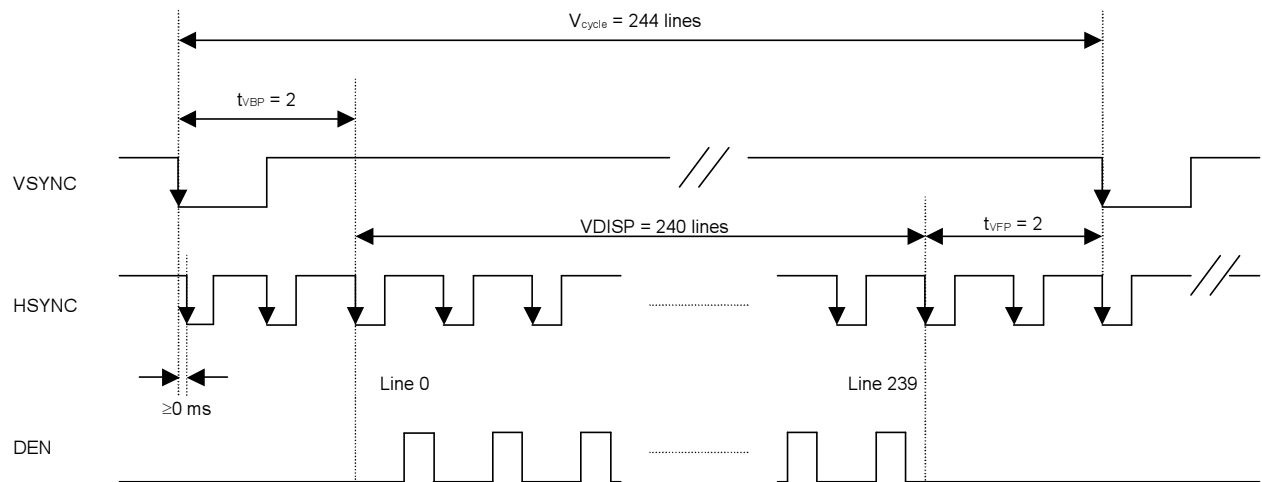 Vcycle = 244 lines
tVBP = 2
VSYNC
VDISP = 240 lines
tVFP = 2
HSYNC
Line 0
Line 239
≥0 ms
DEN